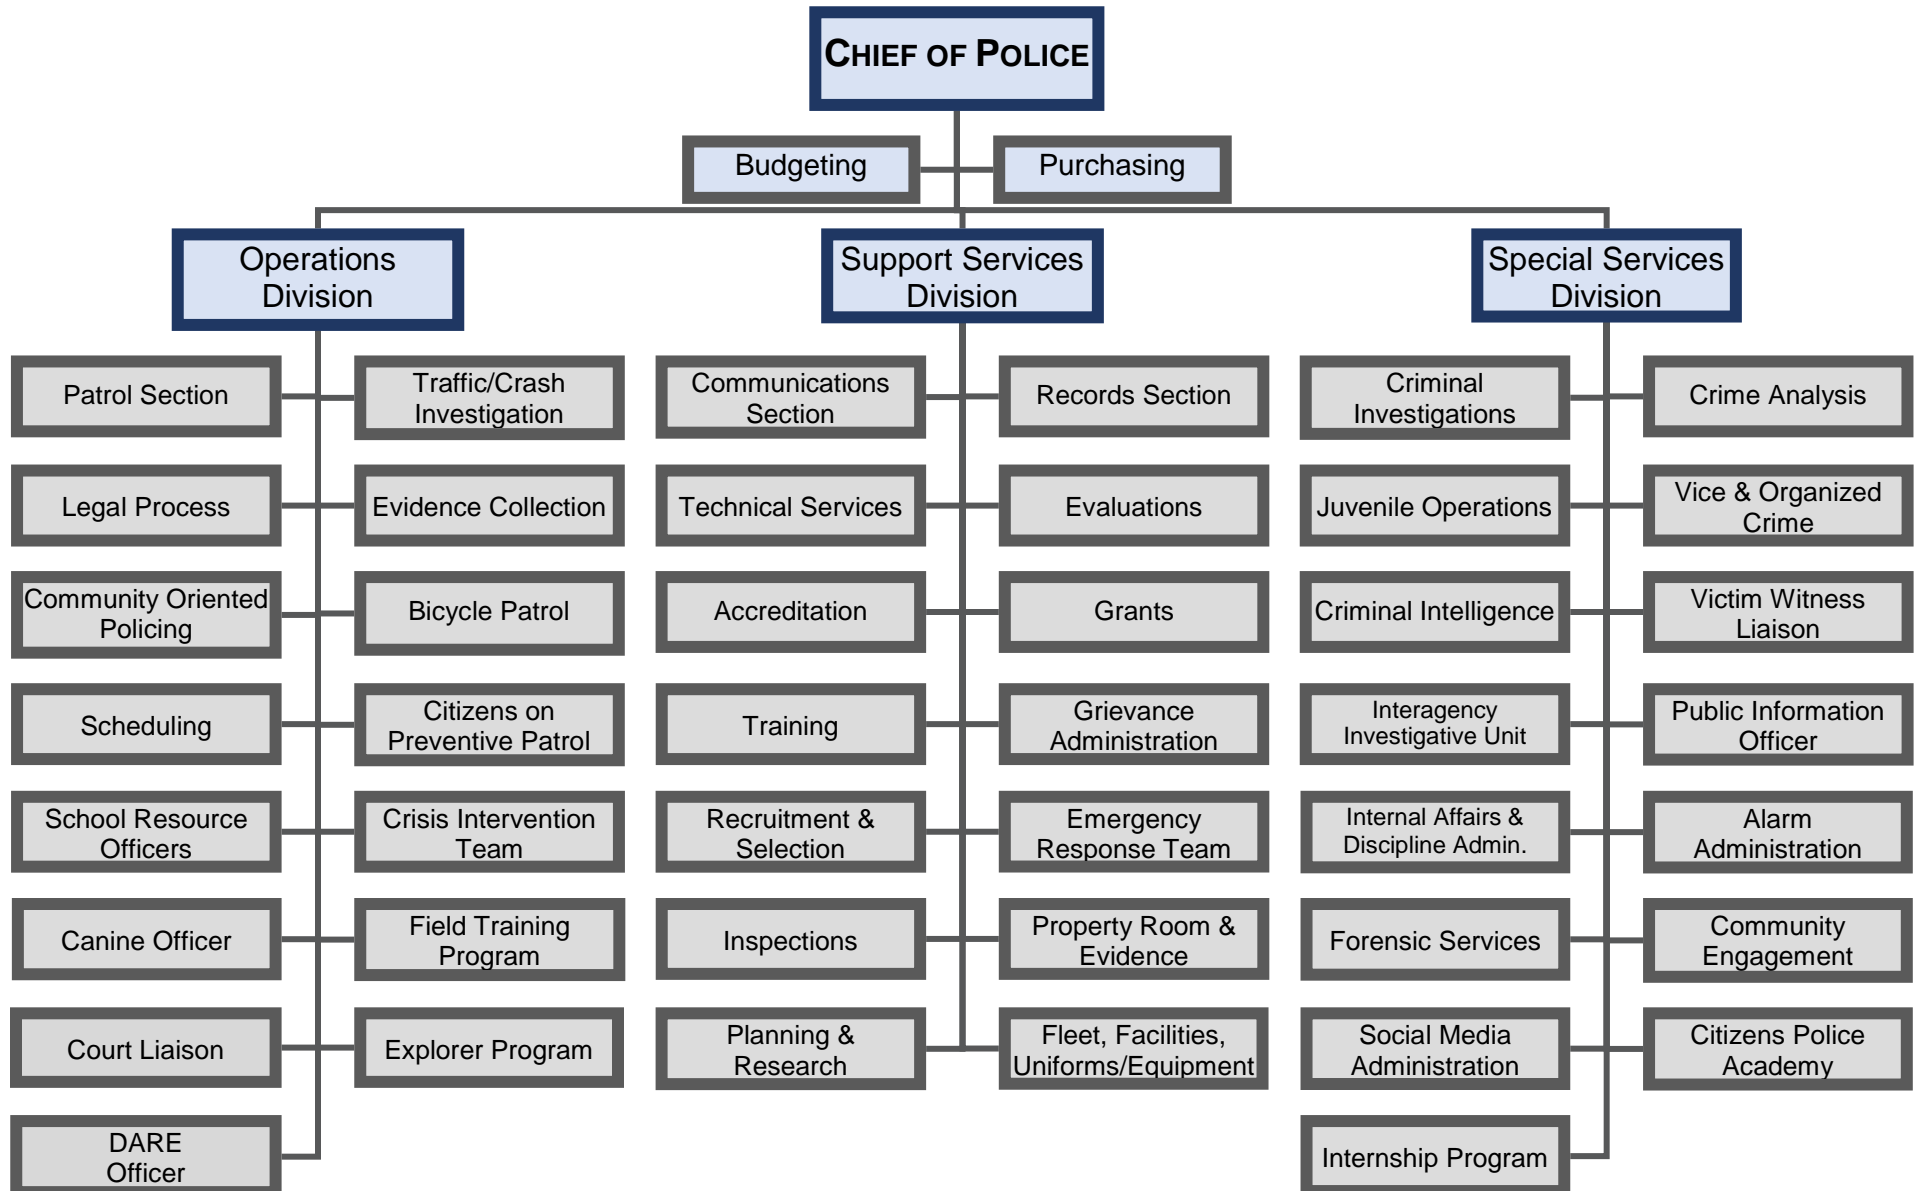 CHIEF OF POLICE
Budgeting
Purchasing
Operations
Division
Support Services
Division
Special Services
Division
Patrol Section
Traffic/Crash
Investigation
Communications
Section
Records Section
Criminal
Investigations
Crime Analysis
Legal Process
Evidence Collection
Technical Services
Evaluations
Juvenile Operations
Vice & Organized
Crime
Community Oriented
Policing
Bicycle Patrol
Accreditation
Grants
Criminal Intelligence
Victim Witness
Liaison
Scheduling
Citizens on
Preventive Patrol
Training
Grievance
Administration
Interagency
Investigative Unit
Public Information
Officer
School Resource
Officers
Crisis Intervention
Team
Recruitment &
Selection
Emergency
Response Team
Internal Affairs &
Discipline Admin.
Alarm
Administration
Canine Officer
Field Training
Program
Inspections
Property Room &
Evidence
Forensic Services
Community
Engagement
Court Liaison
Explorer Program
Planning &
Research
Fleet, Facilities,
Uniforms/Equipment
Social Media
Administration
Citizens Police
Academy
DARE
Officer
Internship Program